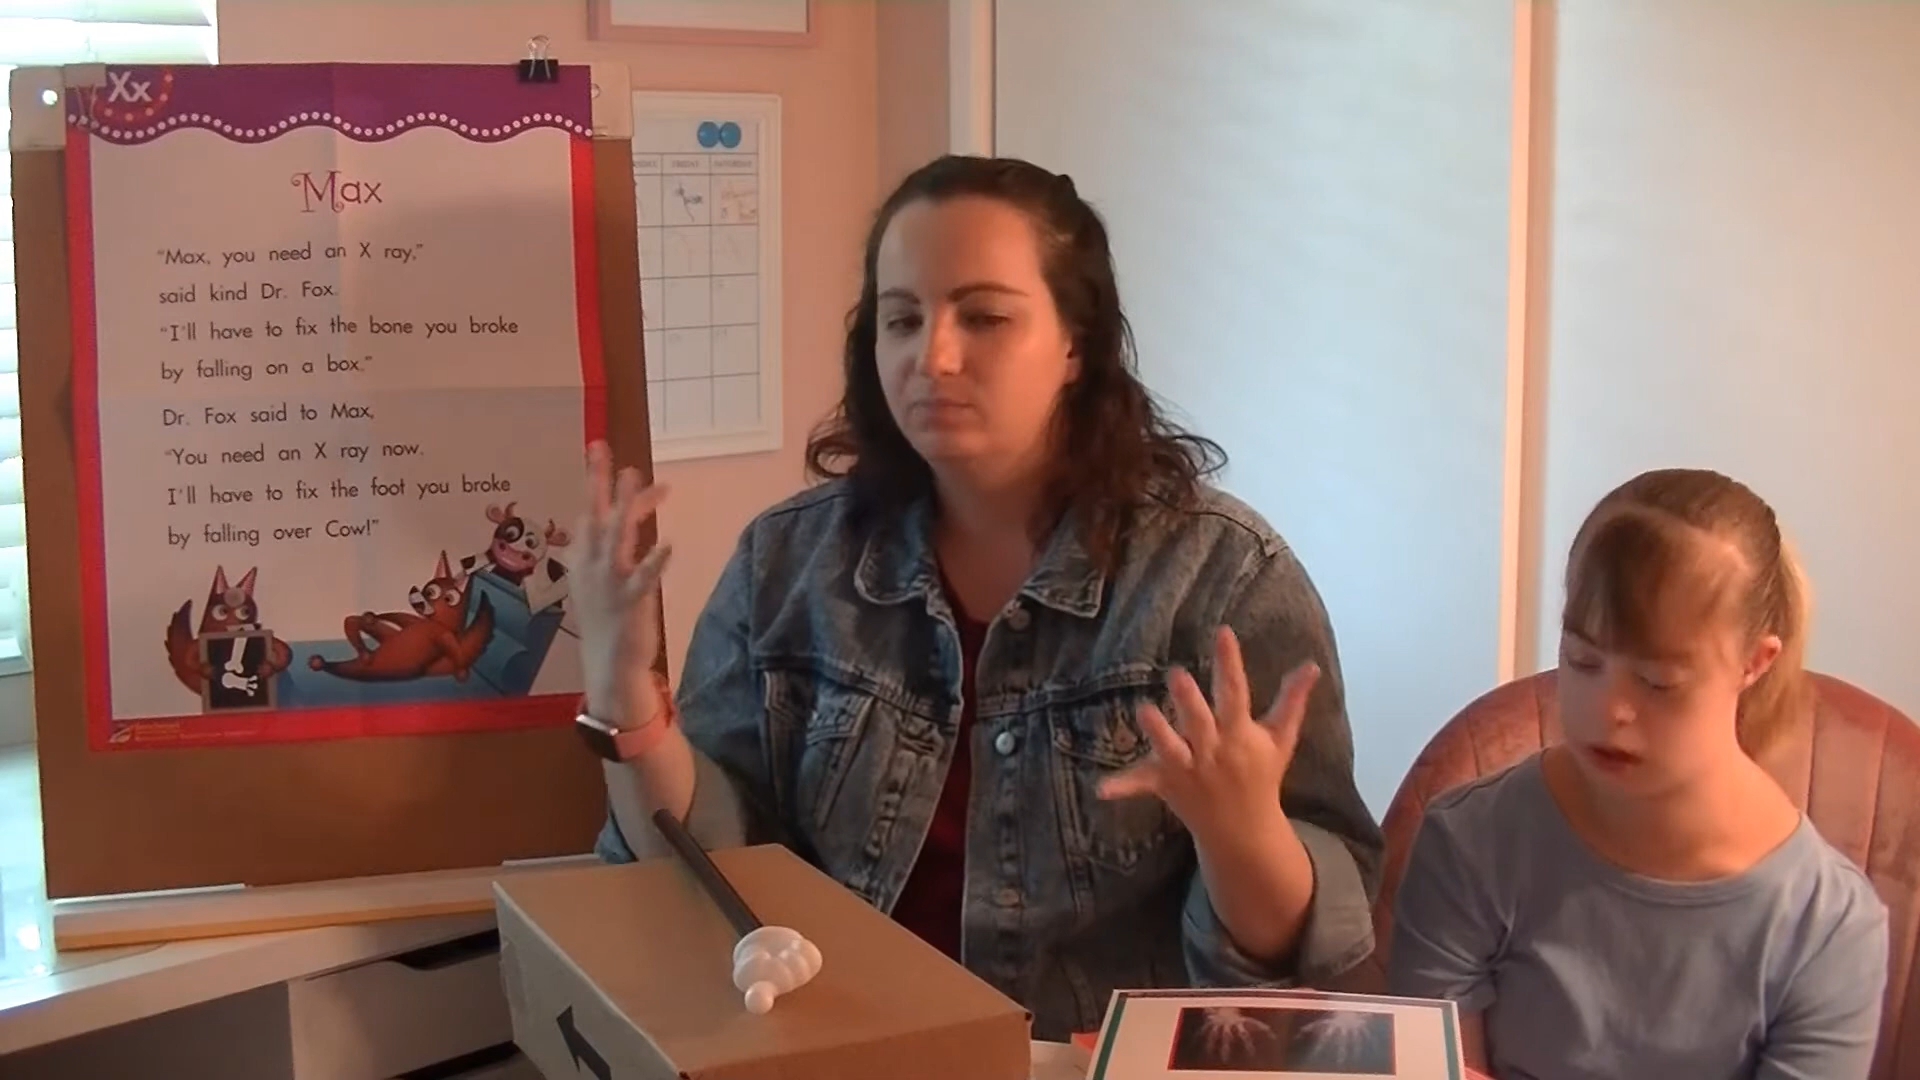 Xx
Max
"Max, you need an X ray,"
said kind Dr. Fox.
"I'll have to fix the bone you broke
by falling on a box."
Dr. Fox said to Max,
"You need an X ray now.
I'll have to fix the foot you broke
by falling over Cow!"
FRIDAY SATURDAY